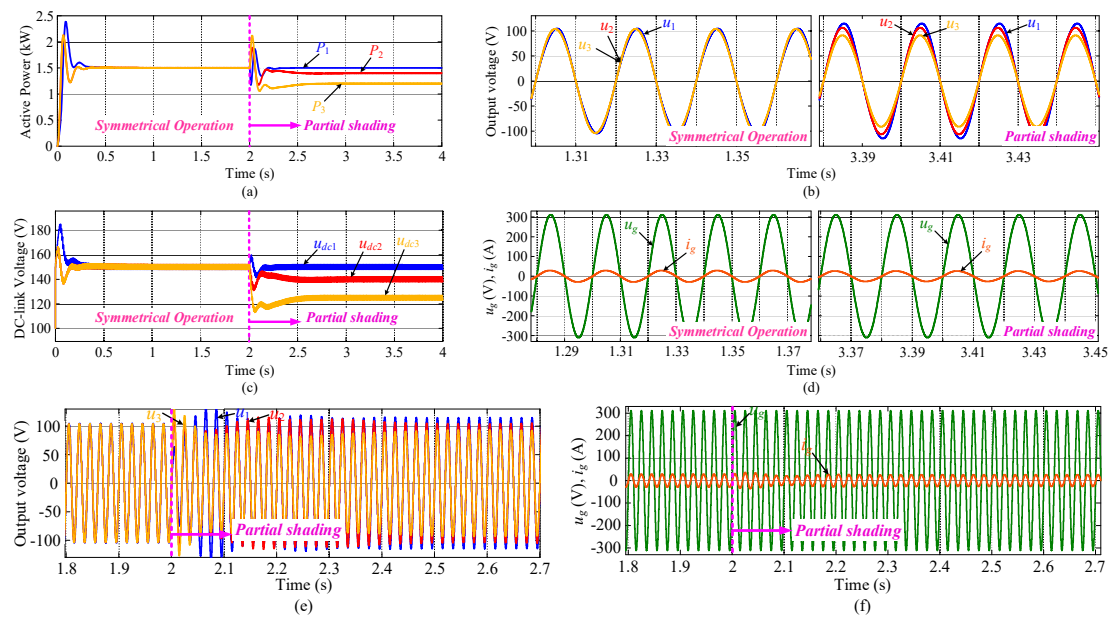 Active Power (kW)
2.5
2
1.5
1
0.5
0
P1
P2
P3
Symmetrical Operation
Partial shading
0 0.5 1 1.5 2 2.5 3 3.5 4
Time (s)
(a)
Output voltage (V)
100
50
0
-50
-100
u2
u3
u1
Symmetrical Operation
1.31 1.33 1.35
u2
u3
u1
Partial shading
3.39 3.41 3.43
Time (s)
(b)
DC-link Voltage (V)
180
160
140
120
100
udc1
udc2
udc3
Symmetrical Operation
Partial shading
0 0.5 1 1.5 2 2.5 3 3.5 4
Time (s)
(c)
ug (V), ig (A)
300
200
100
0
-100
-200
-300
ug
ig
Symmetrical Operation
1.29 1.31 1.33 1.35 1.37
ug
ig
Partial shading
3.37 3.39 3.41 3.43 3.451
Time (s)
(d)
Output voltage (V)
100
50
0
-50
-100
u3
u1
u2
Partial shading
1.8 1.9 2 2.1 2.2 2.3 2.4 2.5 2.6 2.7
Time (s)
(e)
ug (V), ig (A)
300
200
100
0
-100
-200
-300
ug
ig
Partial shading
1.8 1.9 2 2.1 2.2 2.3 2.4 2.5 2.6 2.7
Time (s)
(f)